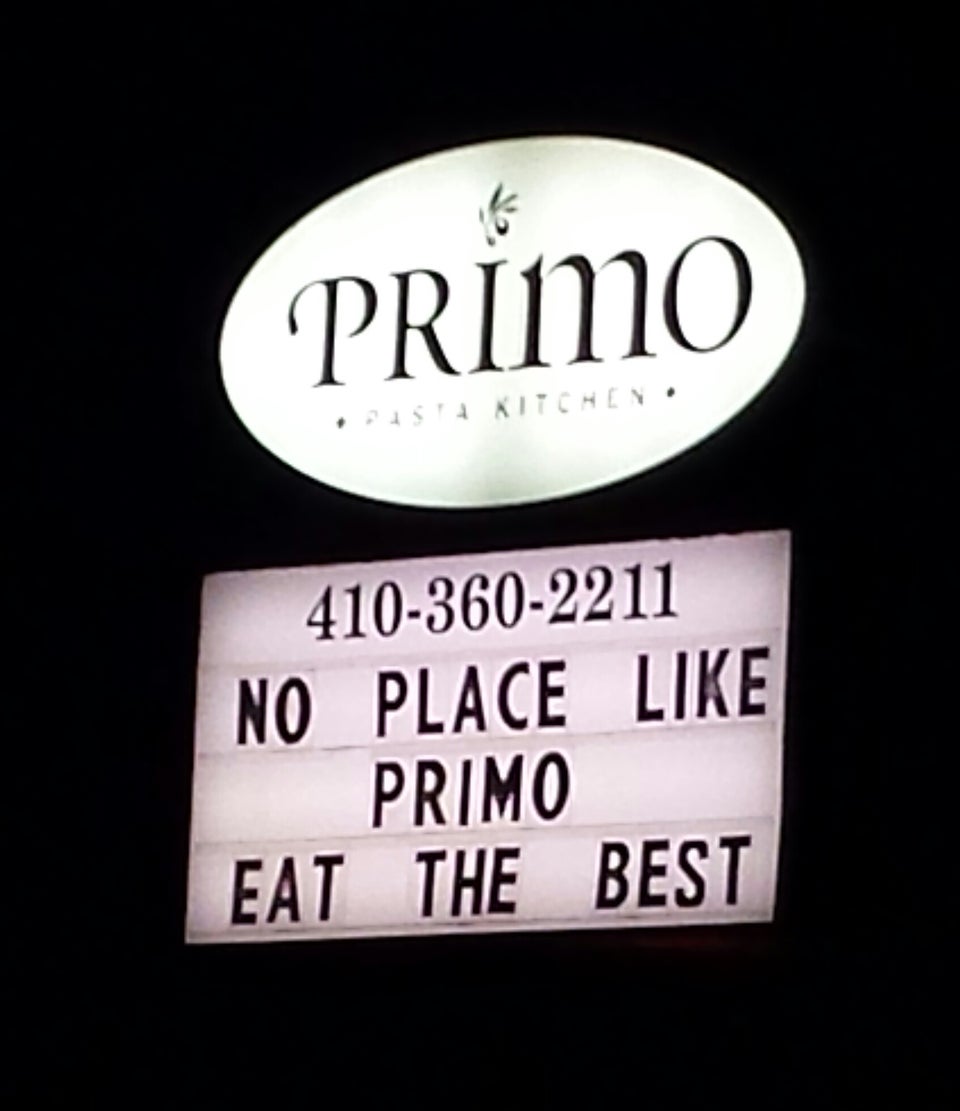 PRIMO
• PASTA KITCHEN •
410-360-2211
NO PLACE LIKE
PRIMO
EAT THE BEST